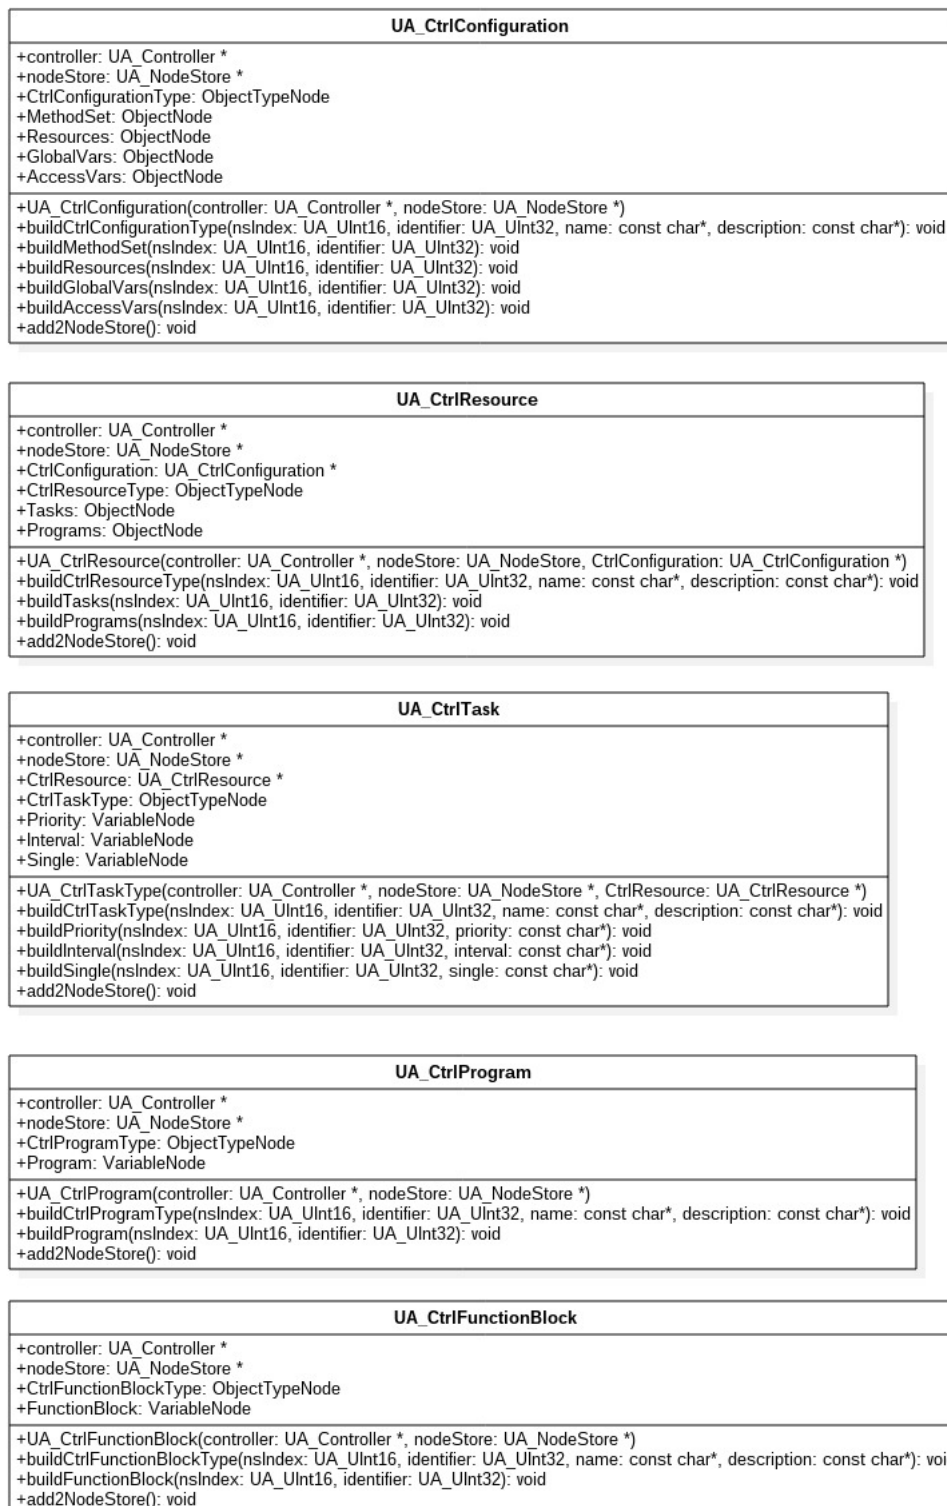 UA_CtrlConfiguration
+controller: UA_Controller *
+nodeStore: UA_NodeStore *
+CtrlConfigurationType: ObjectTypeNode
+MethodSet: ObjectNode
+Resources: ObjectNode
+GlobalVars: ObjectNode
+AccessVars: ObjectNode
+UA_CtrlConfiguration(controller: UA_Controller *, nodeStore: UA_NodeStore *)
+buildCtrlConfigurationType(nsIndex: UA_UInt16, identifier: UA_UInt32, name: const char*, description: const char*): void
+buildMethodSet(nsIndex: UA_UInt16, identifier: UA_UInt32): void
+buildResources(nsIndex: UA_UInt16, identifier: UA_UInt32): void
+buildGlobalVars(nsIndex: UA_UInt16, identifier: UA_UInt32): void
+buildAccessVars(nsIndex: UA_UInt16, identifier: UA_UInt32): void
+add2NodeStore(): void
UA_CtrlResource
+controller: UA_Controller *
+nodeStore: UA_NodeStore *
+CtrlConfiguration: UA_CtrlConfiguration *
+CtrlResourceType: ObjectTypeNode
+Tasks: ObjectNode
+Programs: ObjectNode
+UA_CtrlResource(controller: UA_Controller *, nodeStore: UA_NodeStore, CtrlConfiguration: UA_CtrlConfiguration *)
+buildCtrlResourceType(nsIndex: UA_UInt16, identifier: UA_UInt32, name: const char*, description: const char*): void
+buildTasks(nsIndex: UA_UInt16, identifier: UA_UInt32): void
+buildPrograms(nsIndex: UA_UInt16, identifier: UA_UInt32): void
+add2NodeStore(): void
UA_CtrlTask
+controller: UA_Controller *
+nodeStore: UA_NodeStore *
+CtrlResource: UA_CtrlResource *
+CtrlTaskType: ObjectTypeNode
+Priority: VariableNode
+Interval: VariableNode
+Single: VariableNode
+UA_CtrlTaskType(controller: UA_Controller *, nodeStore: UA_NodeStore *, CtrlResource: UA_CtrlResource *)
+buildCtrlTaskType(nsIndex: UA_UInt16, identifier: UA_UInt32, name: const char*, description: const char*): void
+buildPriority(nsIndex: UA_UInt16, identifier: UA_UInt32, priority: const char*): void
+buildInterval(nsIndex: UA_UInt16, identifier: UA_UInt32, interval: const char*): void
+buildSingle(nsIndex: UA_UInt16, identifier: UA_UInt32, single: const char*): void
+add2NodeStore(): void
UA_CtrlProgram
+controller: UA_Controller *
+nodeStore: UA_NodeStore *
+CtrlProgramType: ObjectTypeNode
+Program: VariableNode
+UA_CtrlProgram(controller: UA_Controller *, nodeStore: UA_NodeStore *)
+buildCtrlProgramType(nsIndex: UA_UInt16, identifier: UA_UInt32, name: const char*, description: const char*): void
+buildProgram(nsIndex: UA_UInt16, identifier: UA_UInt32): void
+add2NodeStore(): void
UA_CtrlFunctionBlock
+controller: UA_Controller *
+nodeStore: UA_NodeStore *
+CtrlFunctionBlockType: ObjectTypeNode
+FunctionBlock: VariableNode
+UA_CtrlFunctionBlock(controller: UA_Controller *, nodeStore: UA_NodeStore *)
+buildCtrlFunctionBlockType(nsIndex: UA_UInt16, identifier: UA_UInt32, name: const char*, description: const char*): voi
+buildFunctionBlock(nsIndex: UA_UInt16, identifier: UA_UInt32): void
+add2NodeStore(): void